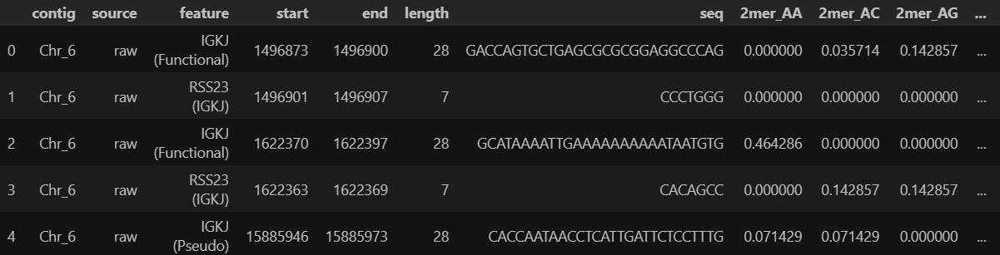 contig source feature start end length seq 2mer_AA 2mer_AC 2mer_AG ...
0 Chr_6 raw IGKJ (Functional) 1496873 1496900 28 GACCAGTGCTGAGCGCGCGGAGGCCCAG 0.000000 0.035714 0.142857 ...
1 Chr_6 raw RSS23 (IGKJ) 1496901 1496907 7 CCCTGGG 0.000000 0.000000 0.000000 ...
2 Chr_6 raw IGKJ (Functional) 1622370 1622397 28 GCATAAAATTGAAAAAAAAAATAATGTG 0.464286 0.000000 0.000000 ...
3 Chr_6 raw RSS23 (IGKJ) 1622363 1622369 7 CACAGCC 0.000000 0.142857 0.142857 ...
4 Chr_6 raw IGKJ (Pseudo) 15885946 15885973 28 CACCAATAACCTCATTGATTCTCCTTTG 0.071429 0.071429 0.000000 ...